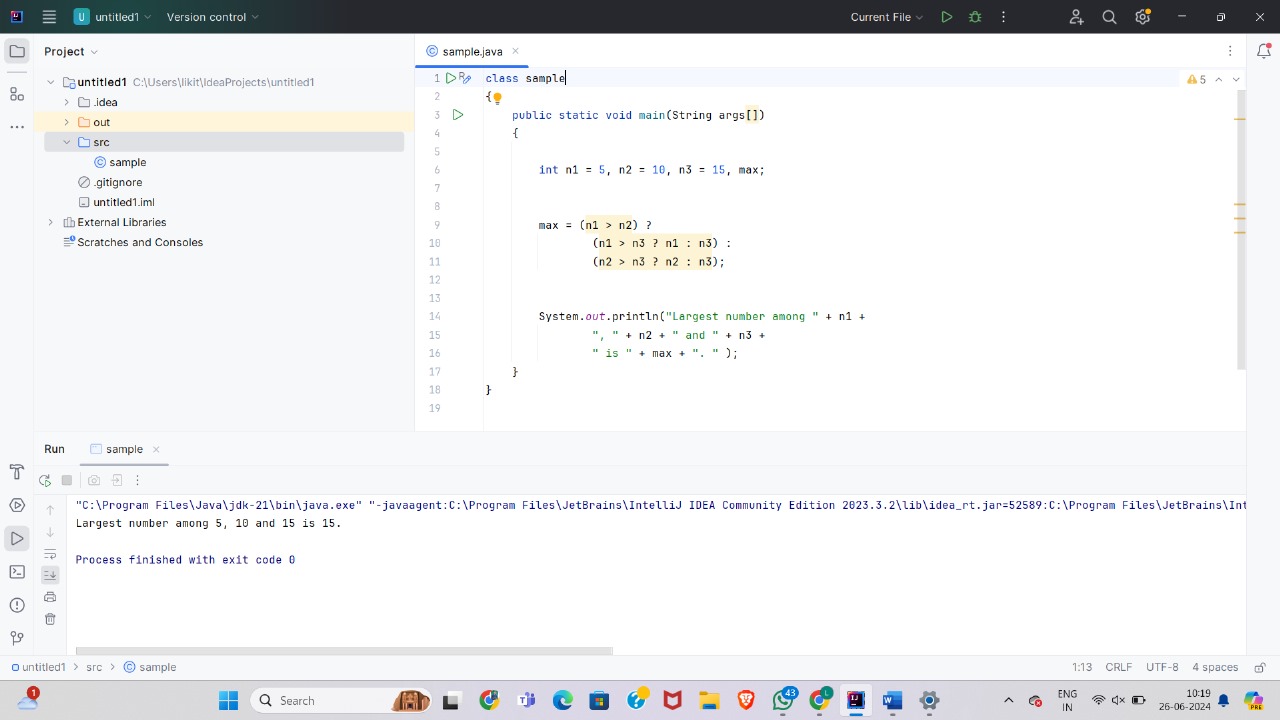 U untitled1 Version control Current File
Project
sample.java
untitled1 C:\Users\likit\IdeaProjects\untitled1
.idea
out
src
sample
.gitignore
untitled1.iml
External Libraries
Scratches and Consoles
5
1 class sample
2 {
3 public static void main(String args[])
4 {
5
6 int n1 = 5, n2 = 10, n3 = 15, max;
7
8
9 max = (n1 > n2) ?
10 (n1 > n3 ? n1 : n3) :
11 (n2 > n3 ? n2 : n3);
12
13
14 System.out.println("Largest number among " + n1 +
15 ", " + n2 + " and " + n3 +
16 " is " + max + ". " );
17 }
18 }
19
Run sample
"C:\Program Files\Java\jdk-21\bin\java.exe" "-javaagent:C:\Program Files\JetBrains\IntelliJ IDEA Community Edition 2023.3.2\lib\idea_rt.jar=52589:C:\Program Files\JetBrains\Int
Largest number among 5, 10 and 15 is 15.
Process finished with exit code 0
untitled1 > src > sample 1:13 CRLF UTF-8 4 spaces
1 Search 43 L ENG 10:19
IN 26-06-2024 PRE